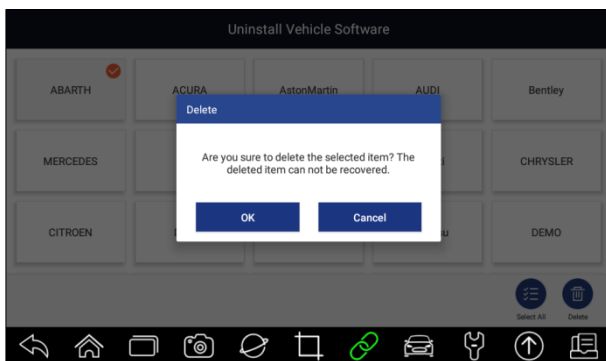 Uninstall Vehicle Software
ABARTH
ACURA
AstonMartin
AUDI
Bentley
Delete
Are you sure to delete the selected item? The
deleted item can not be recovered.
OK
Cancel
MERCEDES
CHRYSLER
CITROEN
DEMO
Select All
Delete